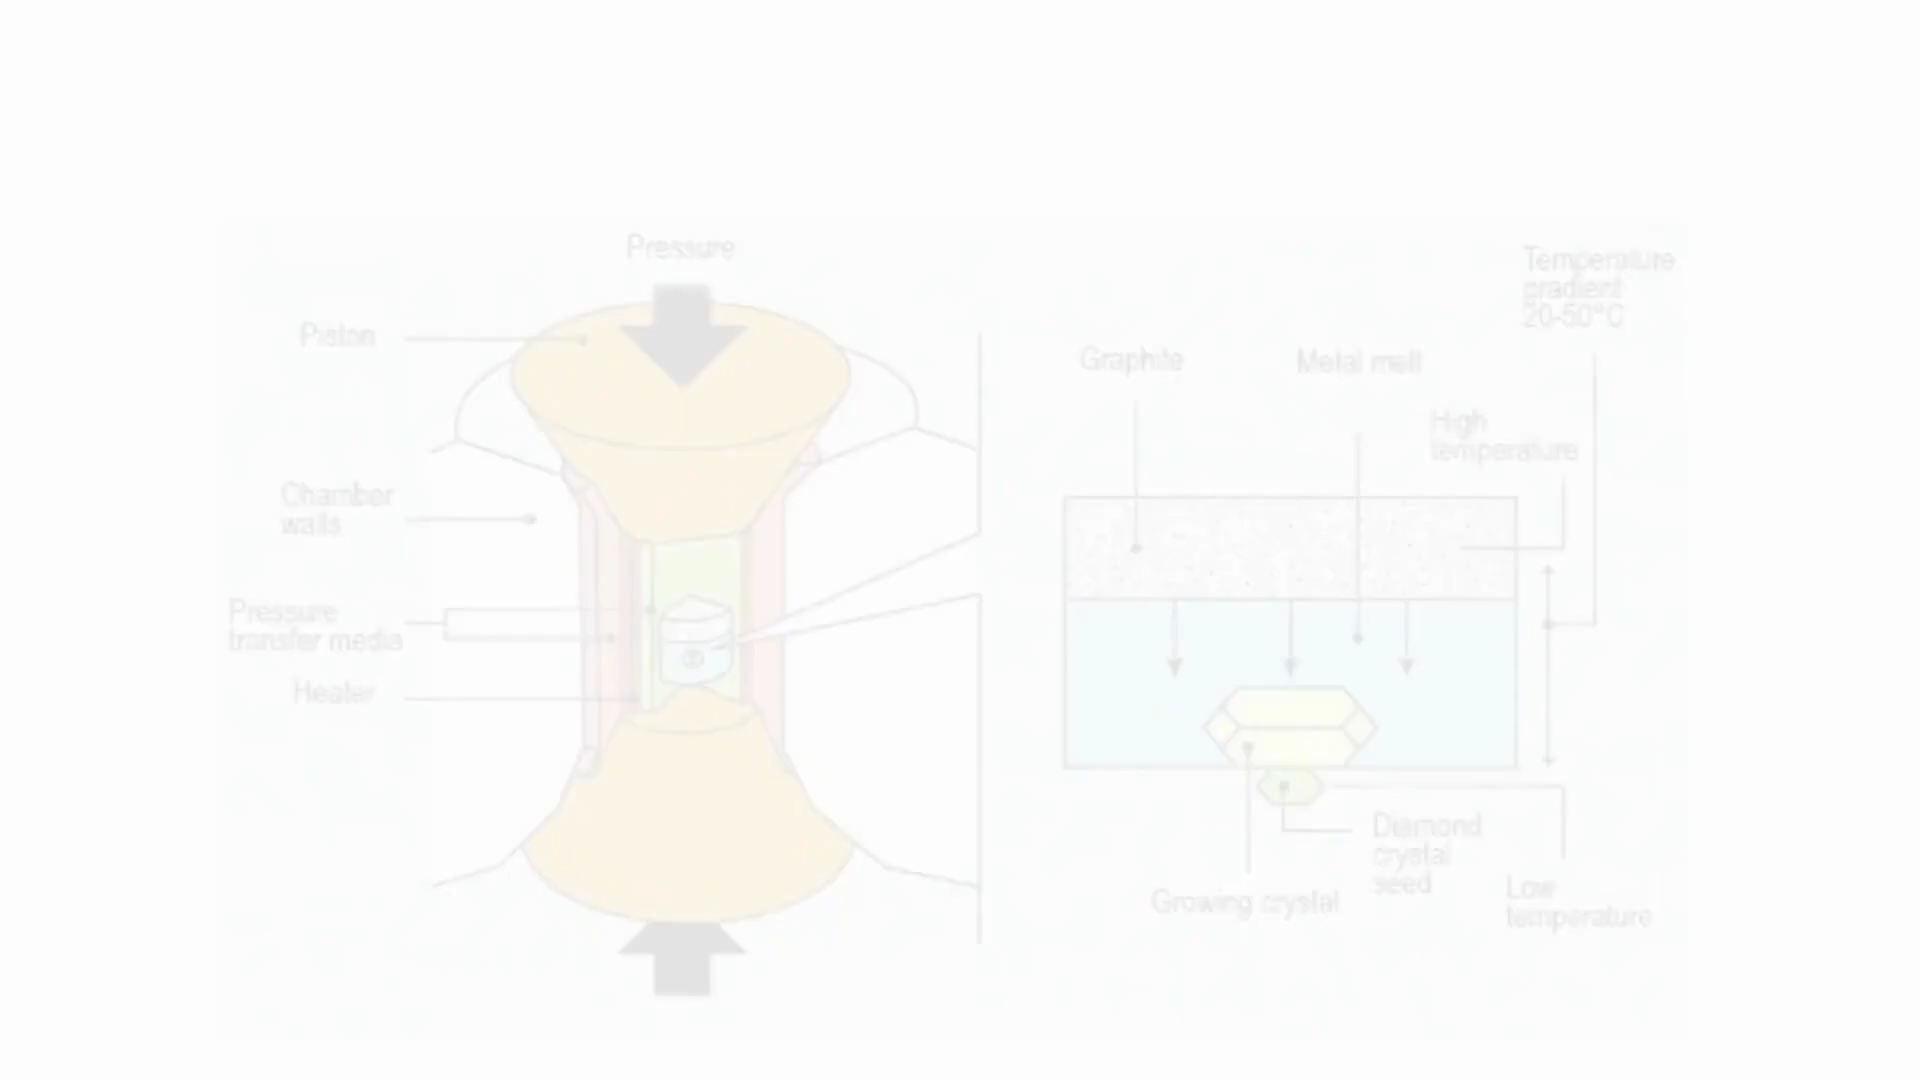 Pressure
Piston
Chamber
walls
Pressure
transfer media
Heater
Temperature
gradient
20-50°C
Graphite
Metal melt
High
temperature
Diamond
crystal
seed
Growing crystal
Low
temperature